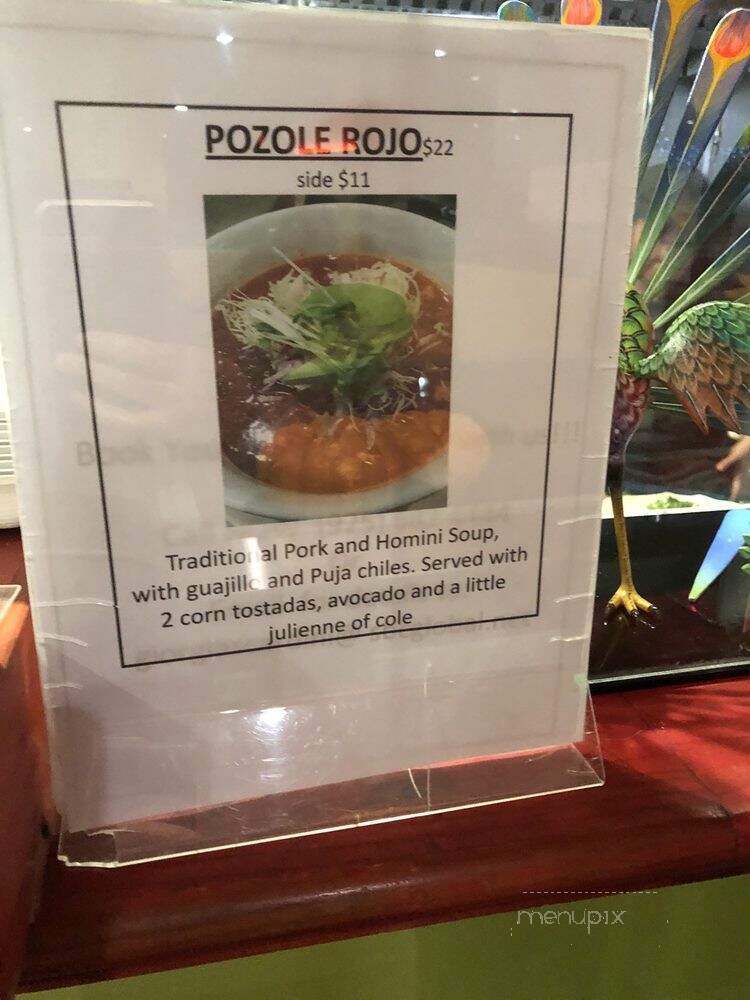 POZOLE ROJO$22
side $11
Traditional Pork and Homini Soup,
with guajillo and Puja chiles. Served with
2 corn tostadas, avocado and a little
julienne of cole
menupix